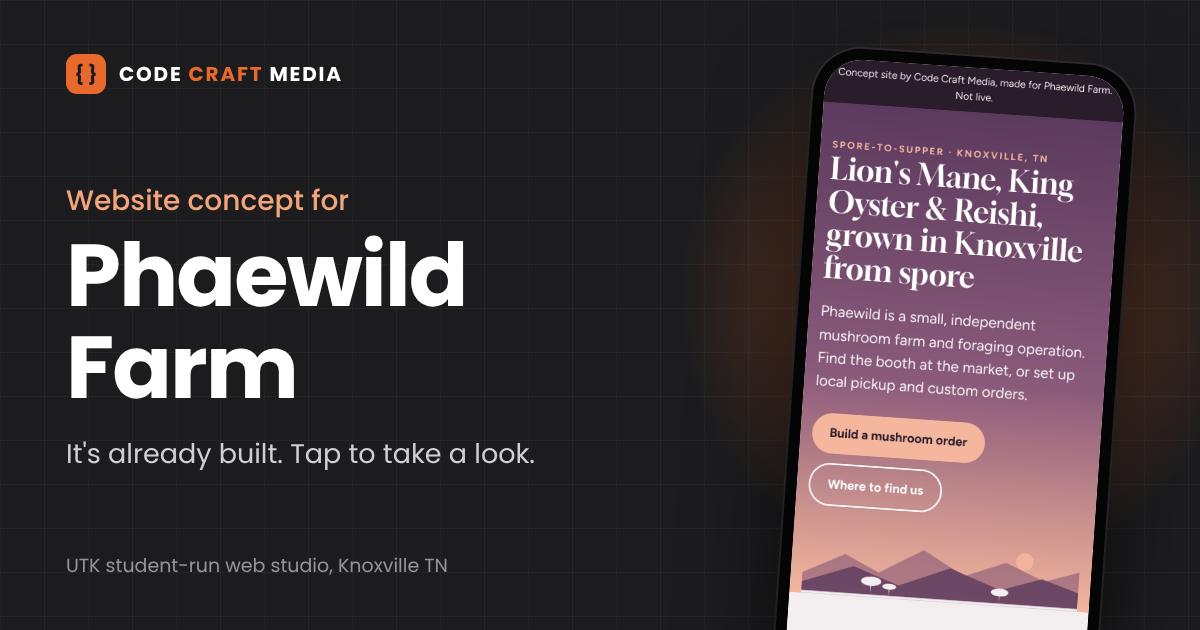 { } CODE CRAFT MEDIA
Website concept for
Phaewild
Farm
It's already built. Tap to take a look.
UTK student-run web studio, Knoxville TN
Concept site by Code Craft Media, made for Phaewild Farm.
Not live.
SPORE-TO-SUPPER · KNOXVILLE, TN
Lion's Mane, King
Oyster & Reishi,
grown in Knoxville
from spore
Phaewild is a small, independent
mushroom farm and foraging operation.
Find the booth at the market, or set up
local pickup and custom orders.
Build a mushroom order
Where to find us